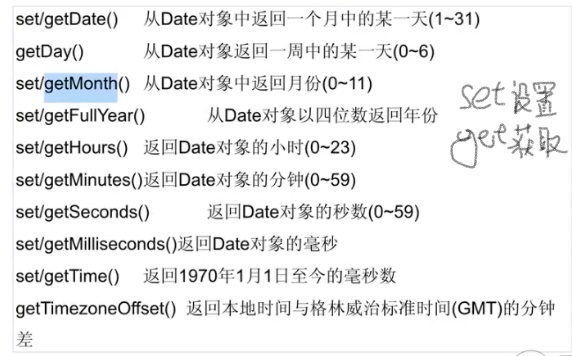 set/getDate() 从Date对象中返回一个月中的某一天(1~31)
getDay() 从Date对象返回一周中的某一天(0~6)
set/getMonth() 从Date对象中返回月份(0~11)
set/getFullYear() 从Date对象以四位数返回年份
set/getHours() 返回Date对象的小时(0~23)
set/getMinutes()返回Date对象的分钟(0~59)
set/getSeconds() 返回Date对象的秒数(0~59)
set/getMilliseconds()返回Date对象的毫秒
set/getTime() 返回1970年1月1日至今的毫秒数
getTimezoneOffset() 返回本地时间与格林威治标准时间(GMT)的分钟
差
set设置
get获取